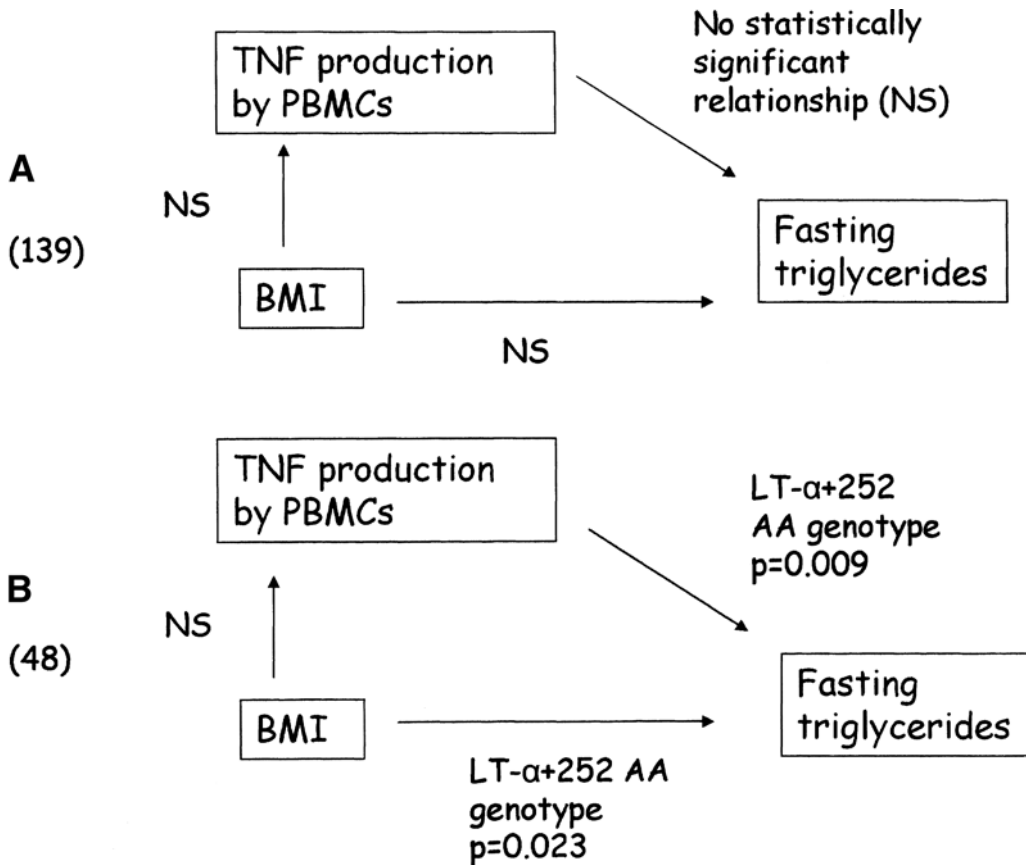 TNF production
by PBMCs
No statistically
significant
relationship (NS)
A
(139)
NS
Fasting
triglycerides
BMI
NS
TNF production
by PBMCs
LT-α+252
AA genotype
p=0.009
B
(48)
NS
Fasting
triglycerides
BMI
LT-α+252 AA
genotype
p=0.023